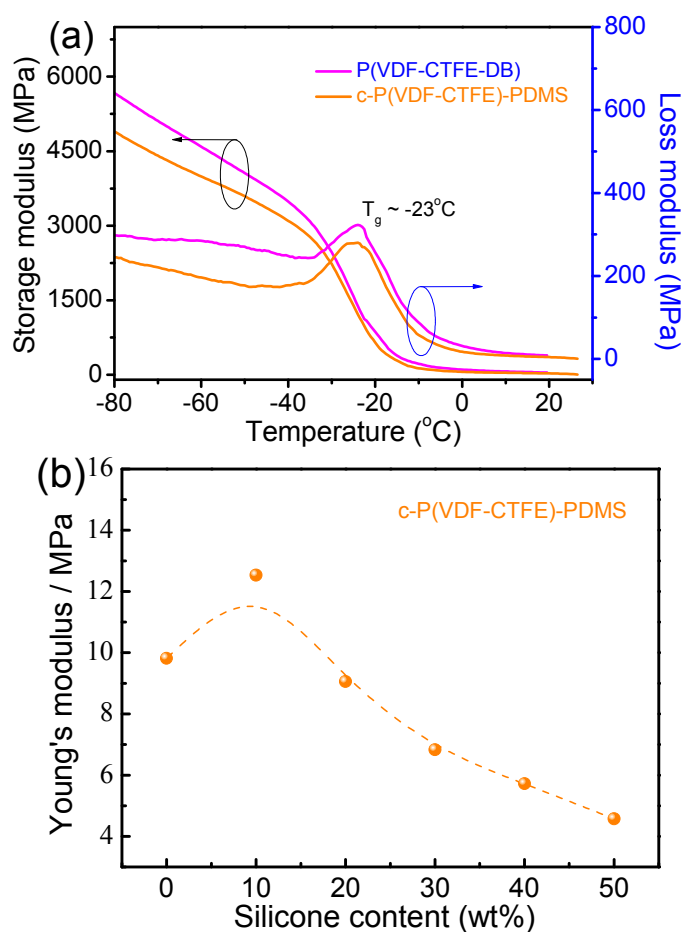 (a)
P(VDF-CTFE-DB)
c-P(VDF-CTFE)-PDMS
Tg ~ -23°C
Storage modulus (MPa)
6000
4500
3000
1500
0
Loss modulus (MPa)
800
600
400
200
0
-80 -60 -40 -20 0 20
Temperature (°C)
(b)
c-P(VDF-CTFE)-PDMS
Young's modulus / MPa
16
14
12
10
8
6
4
0 10 20 30 40 50
Silicone content (wt%)